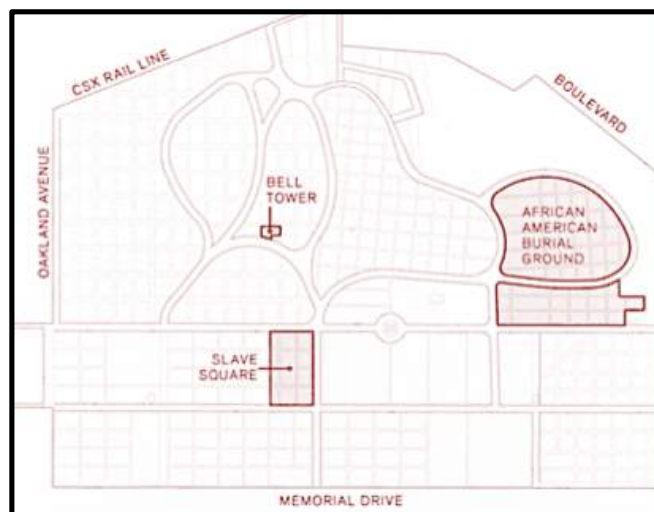 CSX RAIL LINE
BOULEVARD
OAKLAND AVENUE
BELL
TOWER
AFRICAN
AMERICAN
BURIAL
GROUND
SLAVE
SQUARE
MEMORIAL DRIVE